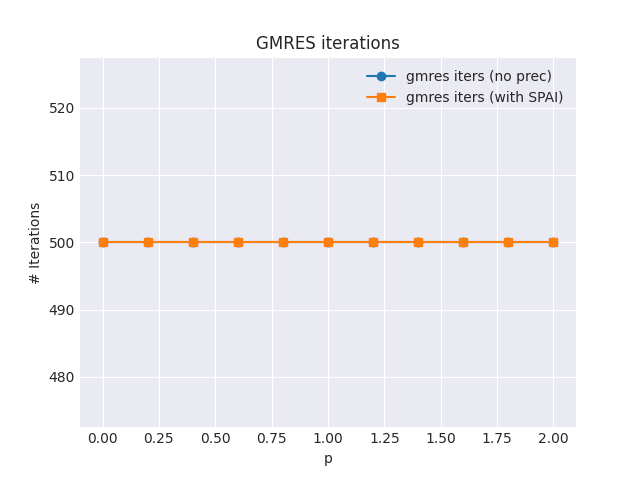 GMRES iterations
gmres iters (no prec)
gmres iters (with SPAI)
# Iterations
520
510
500
490
480
0.00 0.25 0.50 0.75 1.00 1.25 1.50 1.75 2.00
p